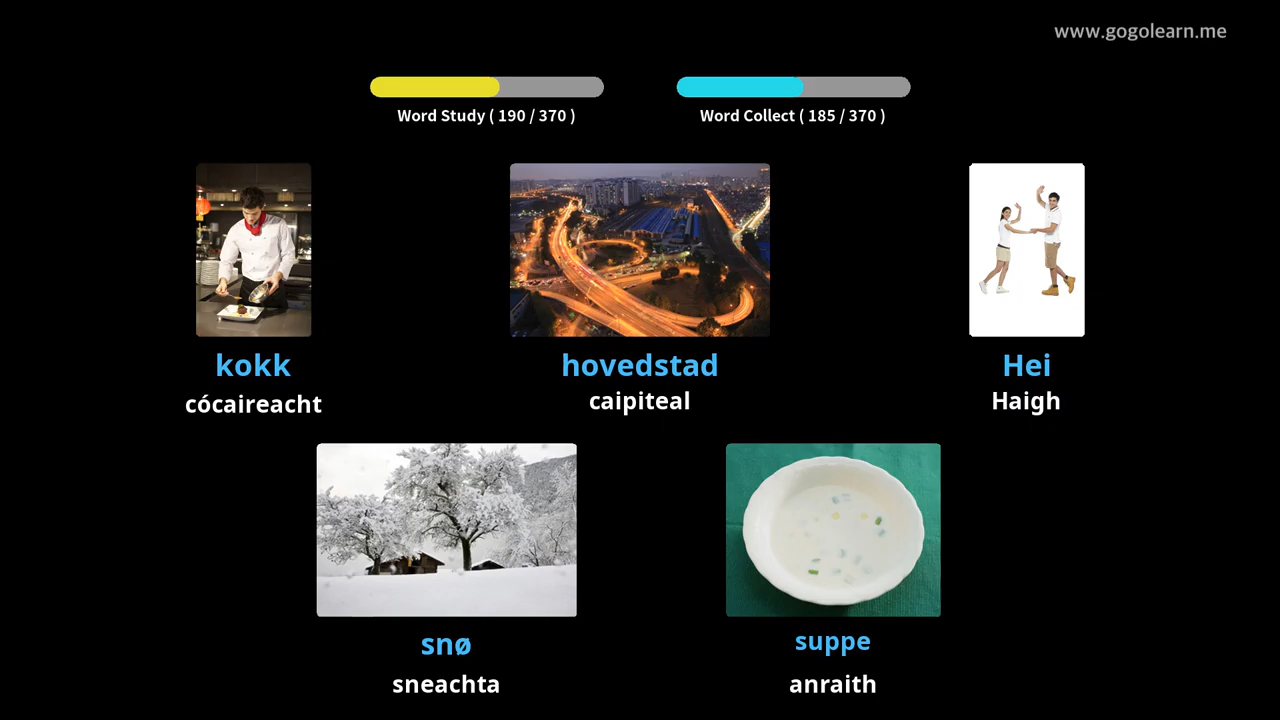 www.gogolearn.me
Word Study ( 190 / 370 )
Word Collect ( 185 / 370 )
kokk
cócaireacht
hovedstad
caipiteal
Hei
Haigh
snø
sneachta
suppe
anraith